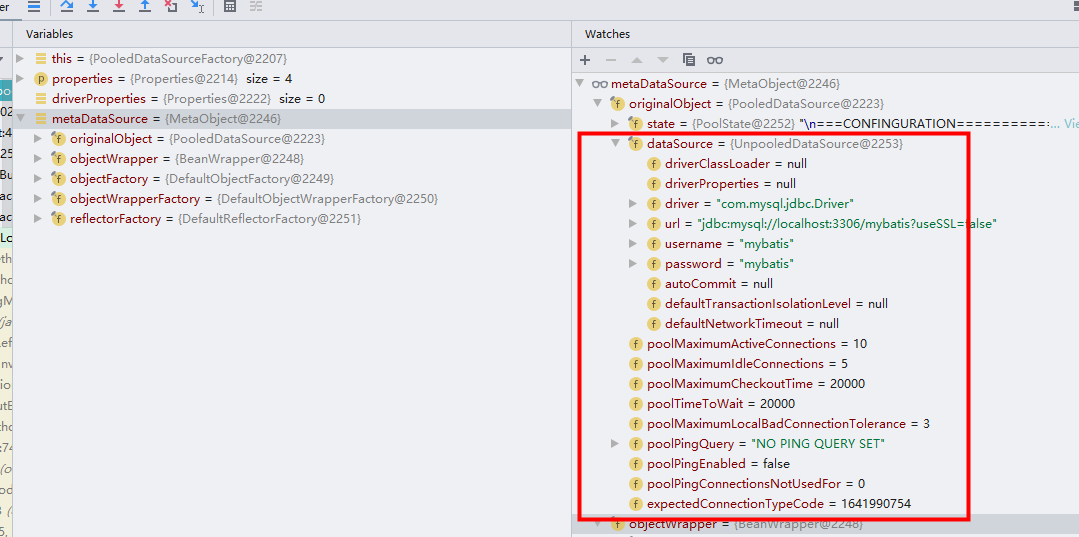 er
Variables
this = {PooledDataSourceFactory@2207}
properties = {Properties@2214} size = 4
driverProperties = {Properties@2222} size = 0
metaDataSource = {MetaObject@2246}
originalObject = {PooledDataSource@2223}
objectWrapper = {BeanWrapper@2248}
objectFactory = {DefaultObjectFactory@2249}
objectWrapperFactory = {DefaultObjectWrapperFactory@2250}
reflectorFactory = {DefaultReflectorFactory@2251}
Watches
metaDataSource = {MetaObject@2246}
originalObject = {PooledDataSource@2223}
state = {PoolState@2252} "\n===CONFINGURATION==========... Vie
dataSource = {UnpooledDataSource@2253}
driverClassLoader = null
driverProperties = null
driver = "com.mysql.jdbc.Driver"
url = "jdbc:mysql://localhost:3306/mybatis?useSSL=false"
username = "mybatis"
password = "mybatis"
autoCommit = null
defaultTransactionIsolationLevel = null
defaultNetworkTimeout = null
poolMaximumActiveConnections = 10
poolMaximumIdleConnections = 5
poolMaximumCheckoutTime = 20000
poolTimeToWait = 20000
poolMaximumLocalBadConnectionTolerance = 3
poolPingQuery = "NO PING QUERY SET"
poolPingEnabled = false
poolPingConnectionsNotUsedFor = 0
expectedConnectionTypeCode = 1641990754
objectWrapper = {BeanWrapper@2248}